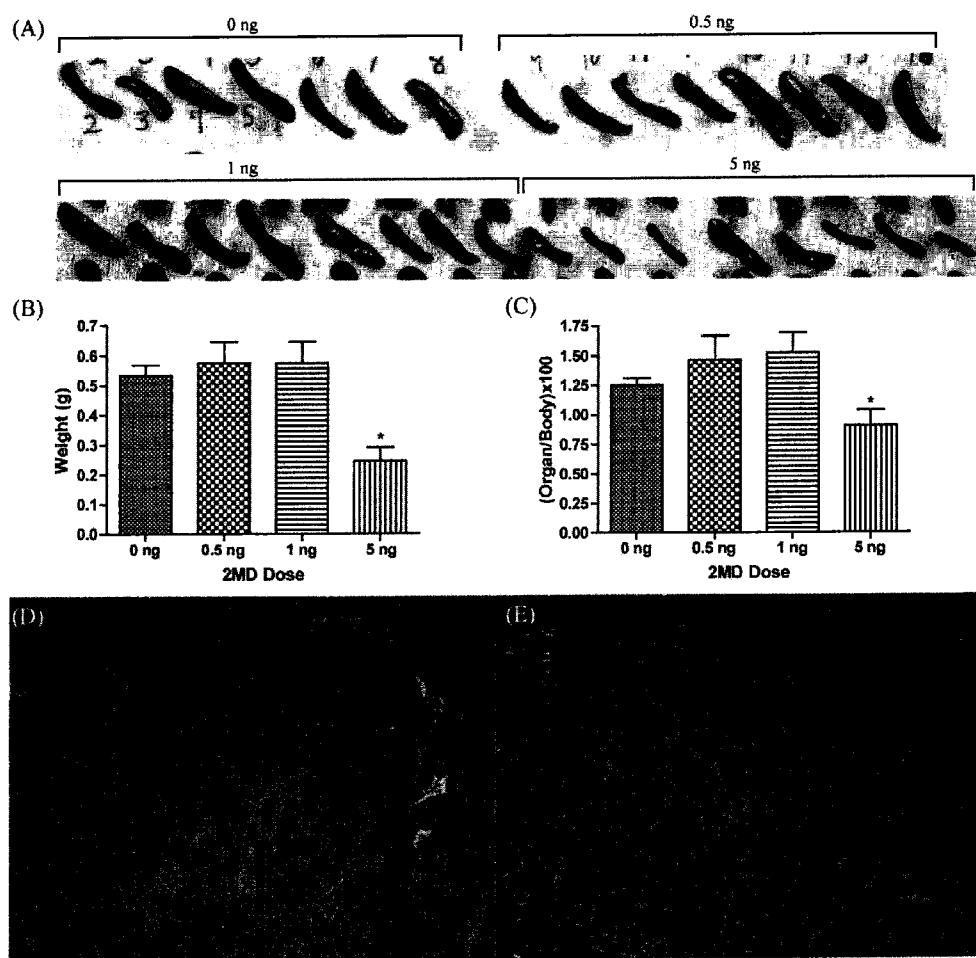 (A)
0 ng
0.5 ng
2 3 5
1 ng
5 ng
(B)
Weight (g)
0.7
0.6
0.5
0.4
0.3
0.2
0.1
0.0
*
0 ng 0.5 ng 1 ng 5 ng
2MD Dose
(C)
(Organ/Body)x100
1.75
1.50
1.25
1.00
0.75
0.50
0.25
0.00
*
0 ng 0.5 ng 1 ng 5 ng
2MD Dose
(D)
(E)